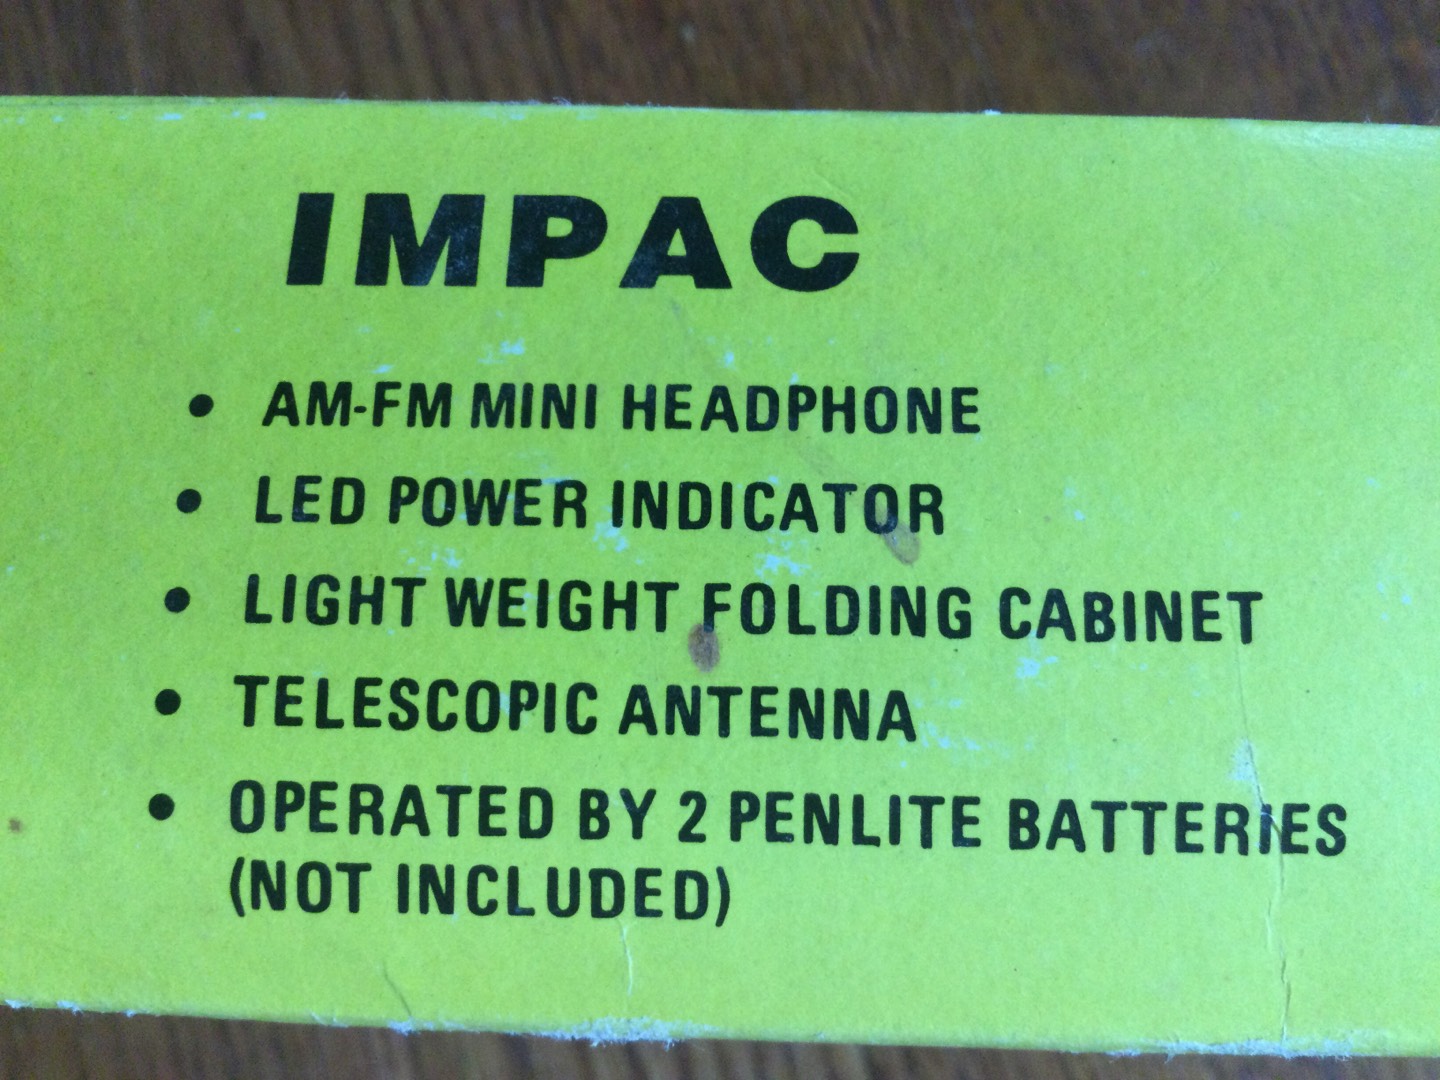 IMPAC
• AM-FM MINI HEADPHONE
• LED POWER INDICATOR
• LIGHT WEIGHT FOLDING CABINET
• TELESCOPIC ANTENNA
• OPERATED BY 2 PENLITE BATTERIES
(NOT INCLUDED)